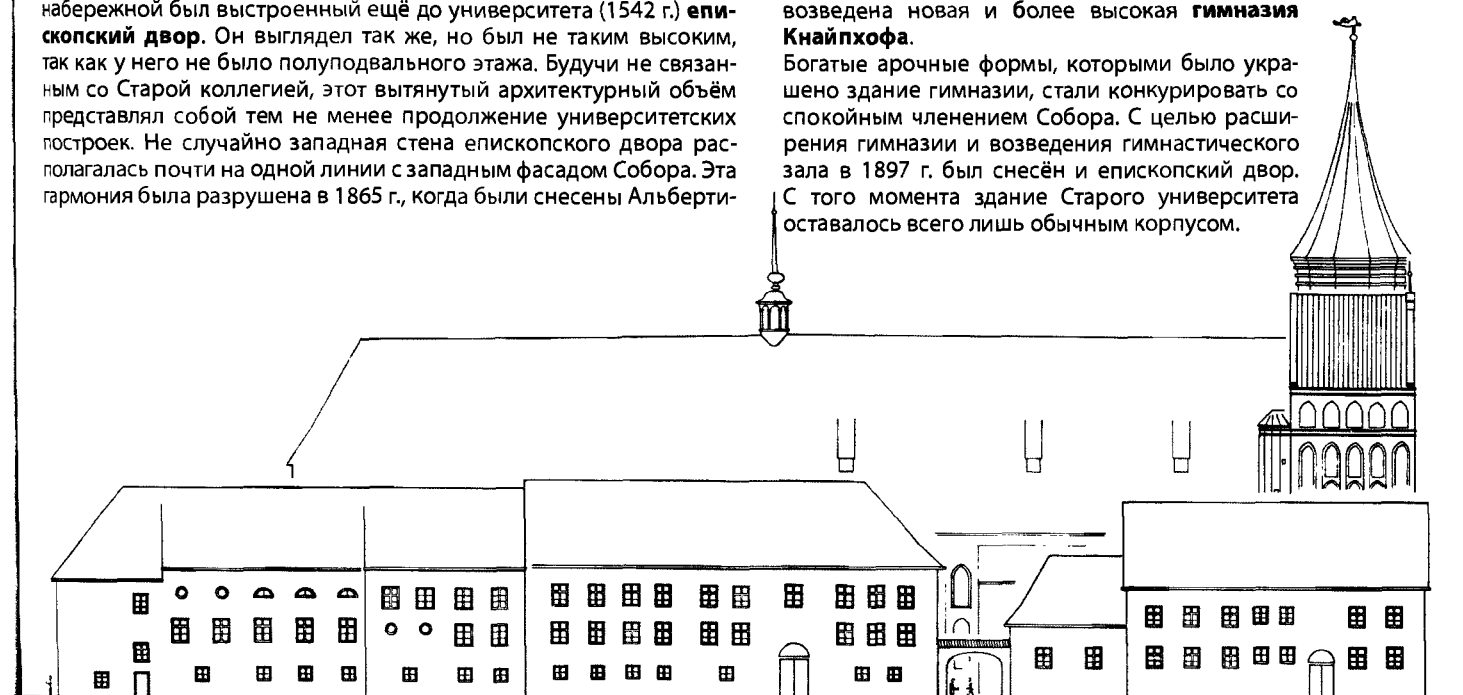 набережной был выстроенный ещё до университета (1542 г.) епи-
скопский двор. Он выглядел так же, но был не таким высоким,
так как у него не было полуподвального этажа. Будучи не связан-
ным со Старой коллегией, этот вытянутый архитектурный объём
представлял собой тем не менее продолжение университетских
построек. Не случайно западная стена епископского двора рас-
полагалась почти на одной линии с западным фасадом Собора. Эта
гармония была разрушена в 1865 г., когда были снесены Альберти-
возведена новая и более высокая гимназия
Кнайпхофа.
Богатые арочные формы, которыми было укра-
шено здание гимназии, стали конкурировать со
спокойным членением Собора. С целью расши-
рения гимназии и возведения гимнастического
зала в 1897 г. был снесён и епископский двор.
С того момента здание Старого университета
оставалось всего лишь обычным корпусом.